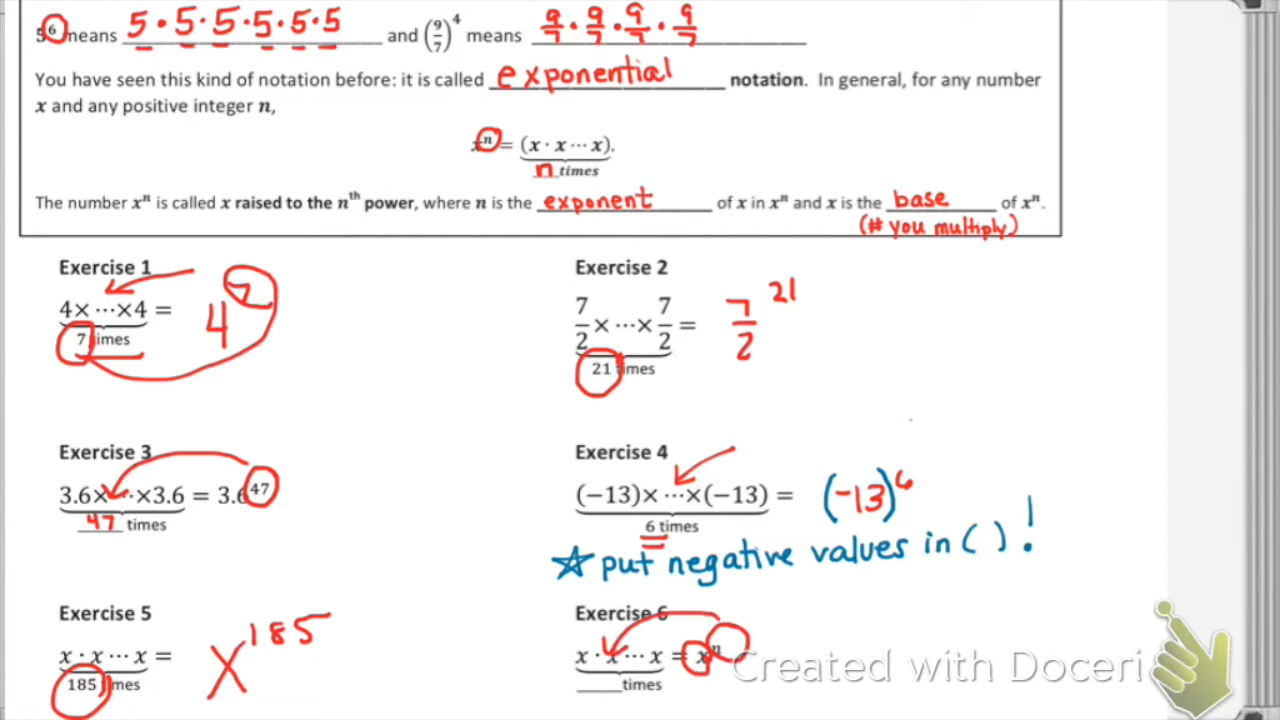 5⁶ means 5 · 5 · 5 · 5 · 5 · 5 and (9/7)⁴ means 9/7 · 9/7 · 9/7 · 9/7
You have seen this kind of notation before: it is called exponential notation. In general, for any number
x and any positive integer n,
xⁿ = (x · x ⋯ x).
n times
The number xⁿ is called x raised to the nᵗʰ power, where n is the exponent of x in xⁿ and x is the base of xⁿ.
(# you multiply)
Exercise 1
4× ⋯ ×4 = 4⁷
7 times
Exercise 2
7/2 × ⋯ × 7/2 = 7/2 ²¹
21 times
Exercise 3
3.6× ⋯ ×3.6 = 3.6⁴⁷
47 times
Exercise 4
(−13)× ⋯ ×(−13) = (-13)⁶
6 times
☆ put negative values in ( ) !
Exercise 5
x · x ⋯ x = x¹⁸⁵
185 times
Exercise 6
x · x ⋯ x = xⁿ
____times
Created with Doceri